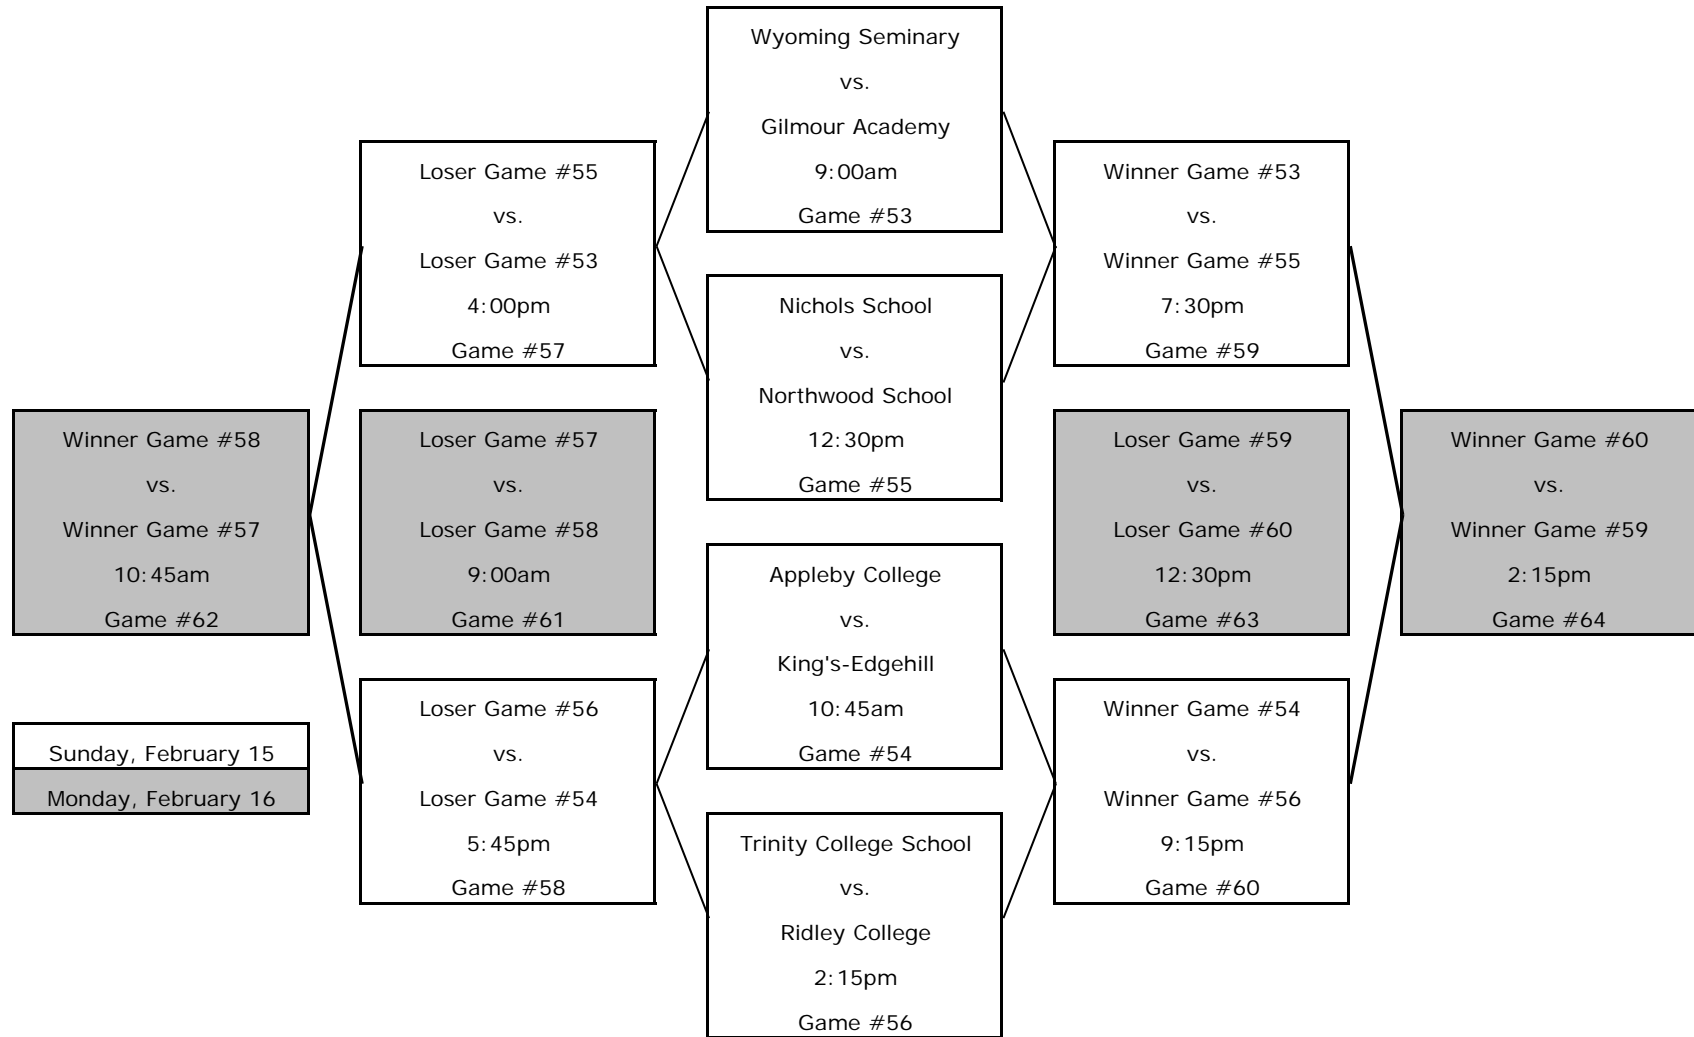 Wyoming Seminary
vs.
Gilmour Academy
9:00am
Game #53
Loser Game #55
vs.
Loser Game #53
4:00pm
Game #57
Winner Game #53
vs.
Winner Game #55
7:30pm
Game #59
Nichols School
vs.
Northwood School
12:30pm
Game #55
Winner Game #58
vs.
Winner Game #57
10:45am
Game #62
Loser Game #57
vs.
Loser Game #58
9:00am
Game #61
Loser Game #59
vs.
Loser Game #60
12:30pm
Game #63
Winner Game #60
vs.
Winner Game #59
2:15pm
Game #64
Appleby College
vs.
King's-Edgehill
10:45am
Game #54
Loser Game #56
vs.
Loser Game #54
5:45pm
Game #58
Winner Game #54
vs.
Winner Game #56
9:15pm
Game #60
Sunday, February 15
Monday, February 16
Trinity College School
vs.
Ridley College
2:15pm
Game #56